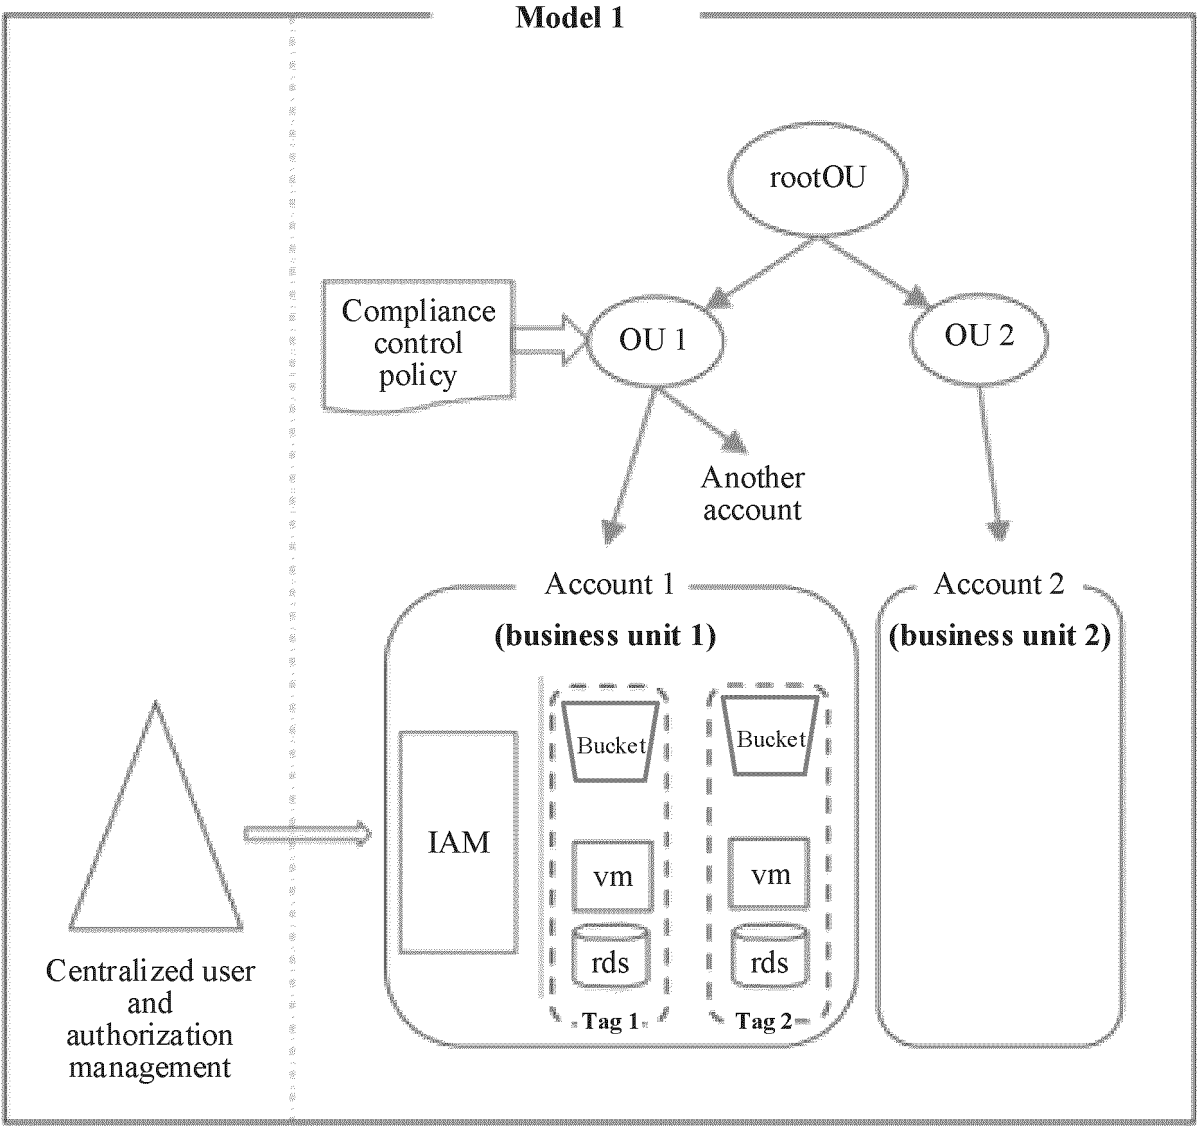 Model 1
rootOU
Compliance
control
policy
OU 1
OU 2
Another
account
Account 1
(business unit 1)
Account 2
(business unit 2)
IAM
Bucket
vm
rds
Tag 1
Bucket
vm
rds
Tag 2
Centralized user
and
authorization
management